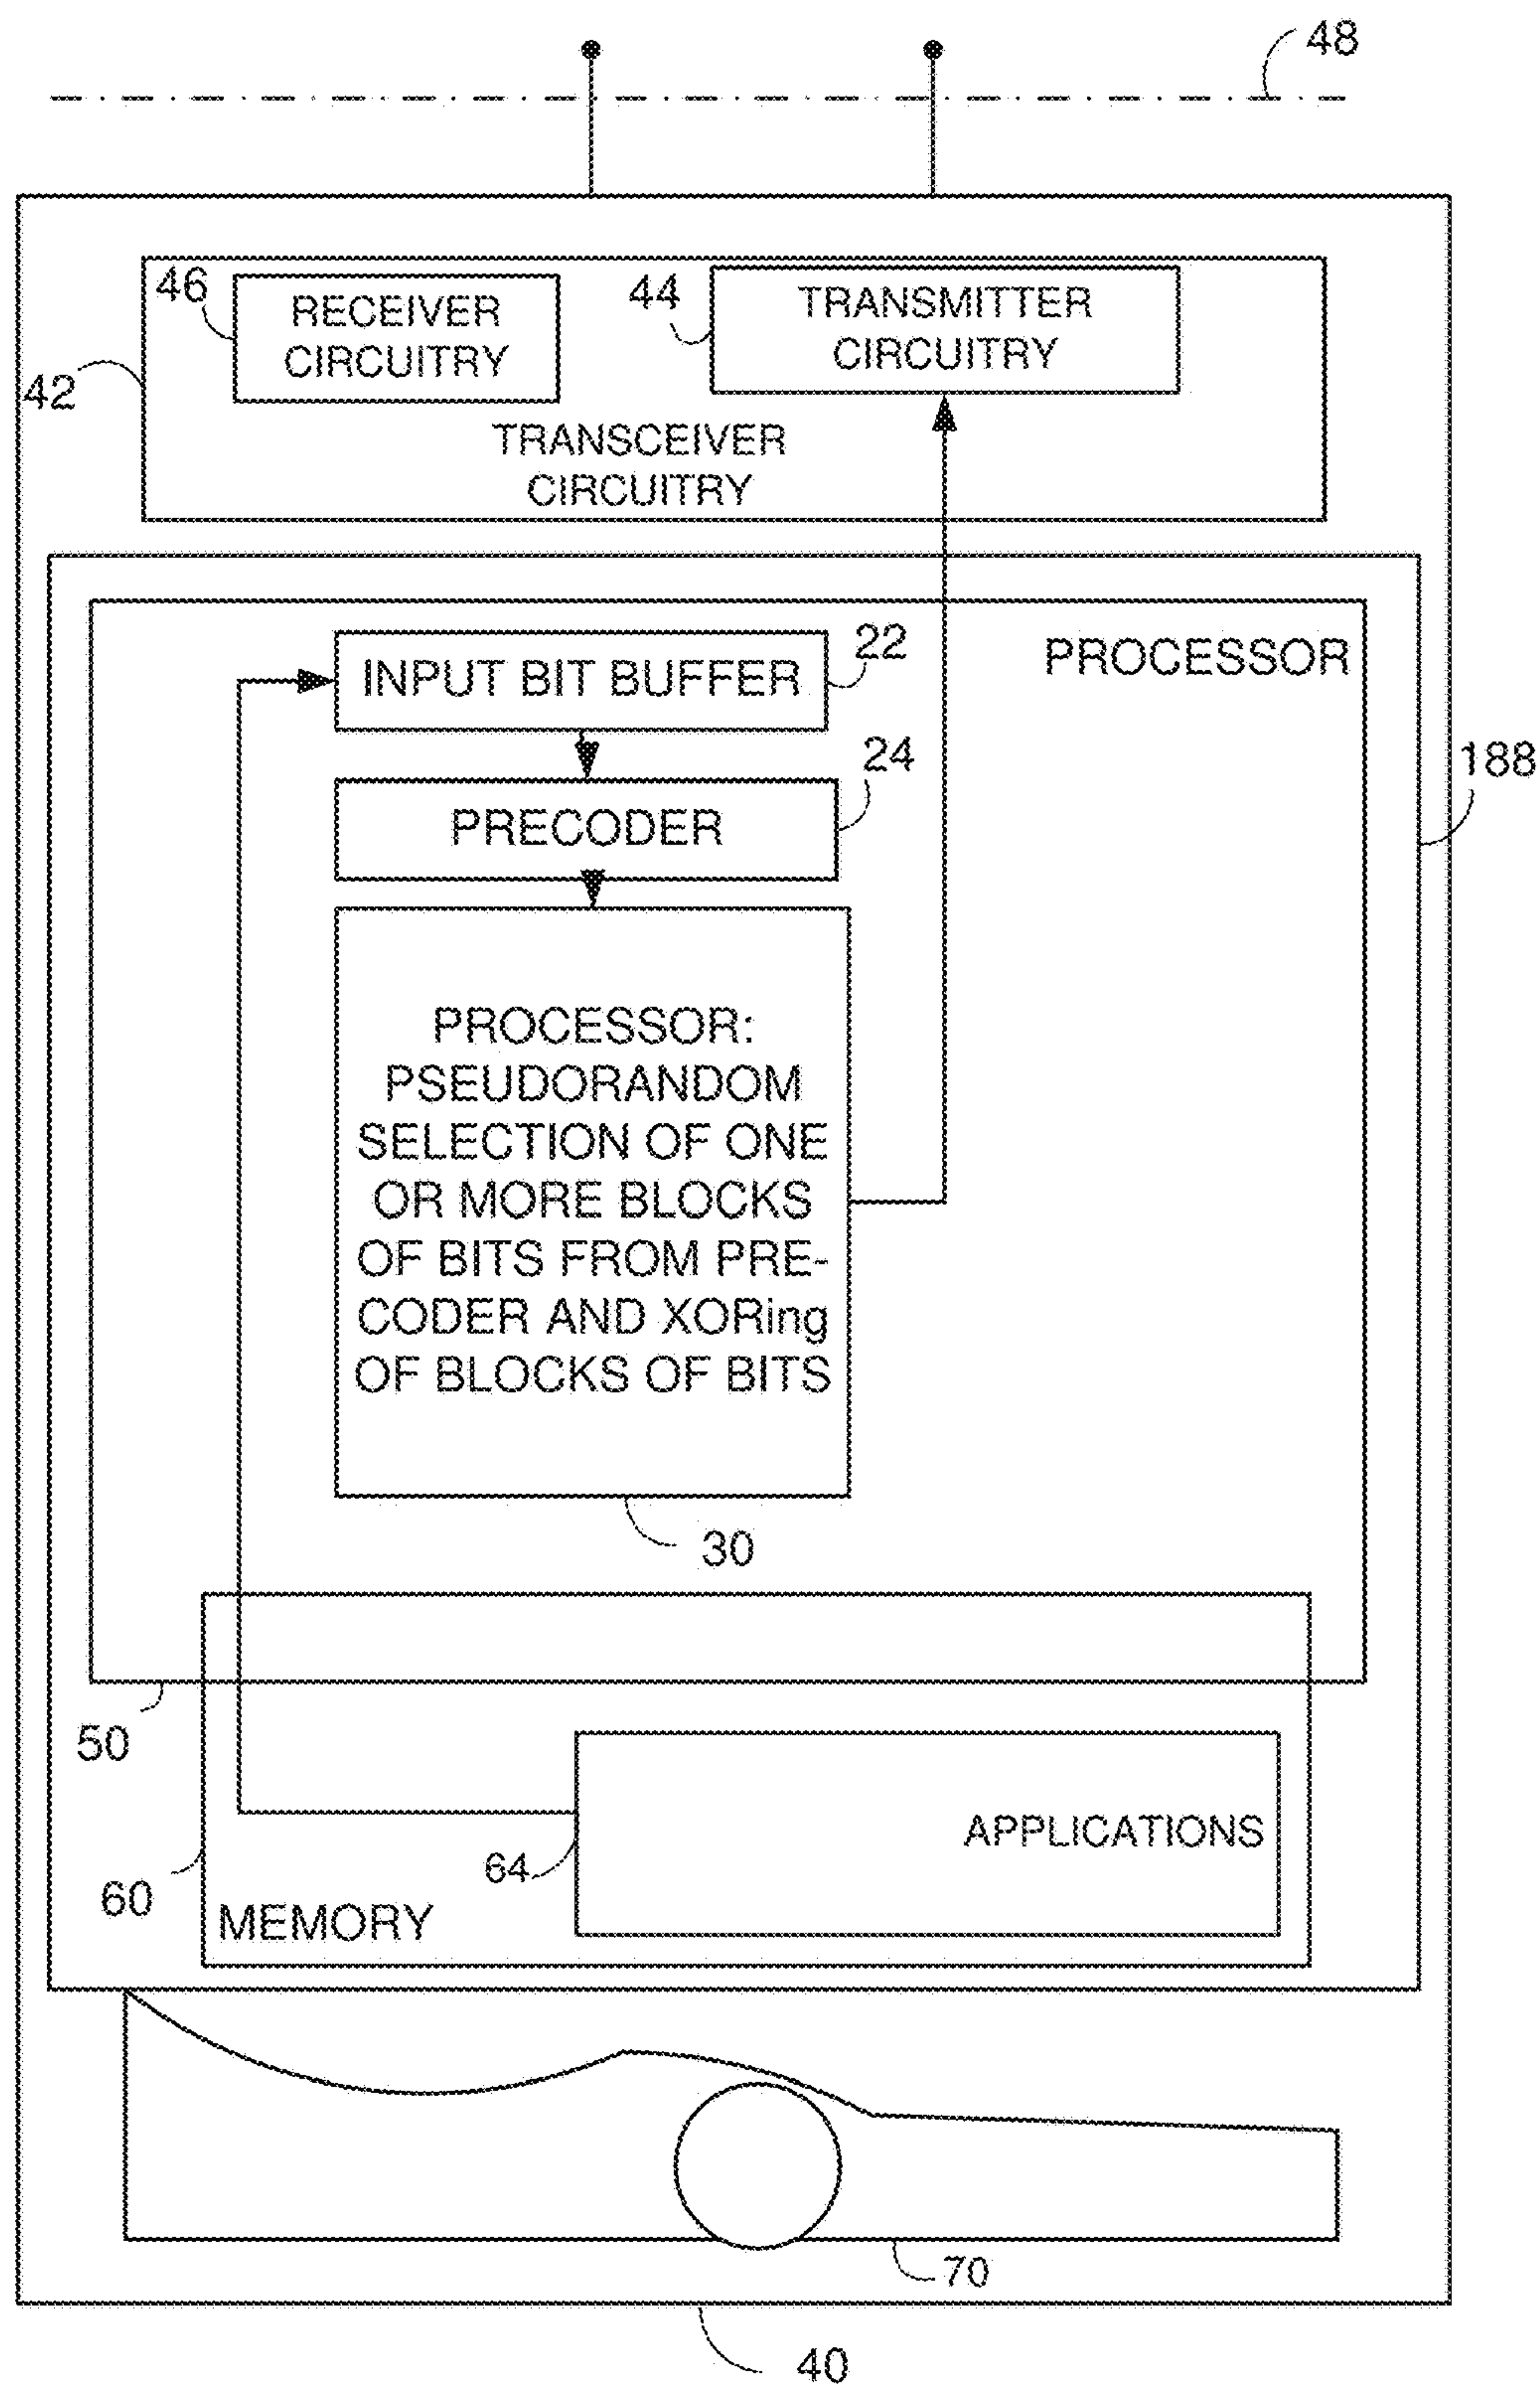 48
46
RECEIVER
CIRCUITRY
44
TRANSMITTER
CIRCUITRY
42
TRANSCEIVER
CIRCUITRY
22
INPUT BIT BUFFER
PROCESSOR
24
PRECODER
188
PROCESSOR:
PSEUDORANDOM
SELECTION OF ONE
OR MORE BLOCKS
OF BITS FROM PRE-
CODER AND XORing
OF BLOCKS OF BITS
30
50
APPLICATIONS
64
60
MEMORY
70
40